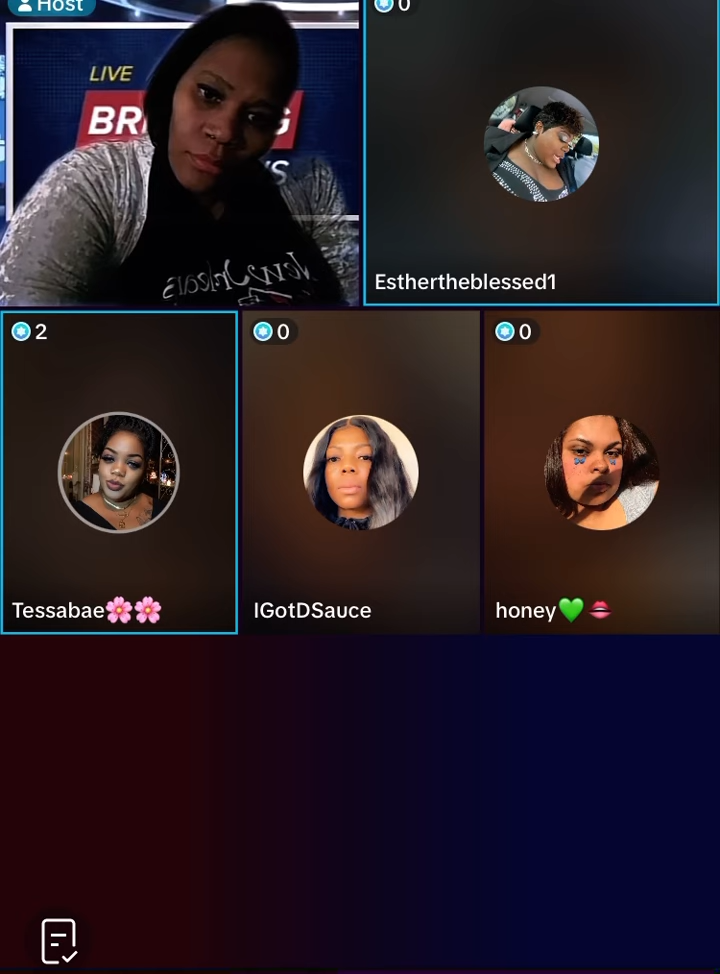 Host
0
LIVE
Esthertheblessed1
2
0
0
Tessabae🌸🌸
IGotDSauce
honey💚🫦